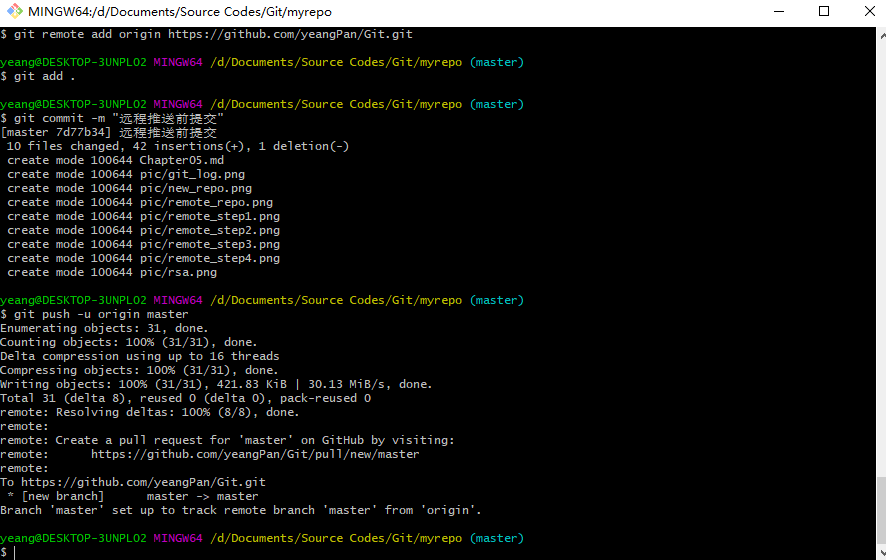 MINGW64:/d/Documents/Source Codes/Git/myrepo
$ git remote add origin https://github.com/yeangPan/Git.git
yeang@DESKTOP-3UNPLO2 MINGW64 /d/Documents/Source Codes/Git/myrepo (master)
$ git add .
yeang@DESKTOP-3UNPLO2 MINGW64 /d/Documents/Source Codes/Git/myrepo (master)
$ git commit -m "远程推送前提交"
[master 7d77b34] 远程推送前提交
 10 files changed, 42 insertions(+), 1 deletion(-)
 create mode 100644 Chapter05.md
 create mode 100644 pic/git_log.png
 create mode 100644 pic/new_repo.png
 create mode 100644 pic/remote_repo.png
 create mode 100644 pic/remote_step1.png
 create mode 100644 pic/remote_step2.png
 create mode 100644 pic/remote_step3.png
 create mode 100644 pic/remote_step4.png
 create mode 100644 pic/rsa.png
yeang@DESKTOP-3UNPLO2 MINGW64 /d/Documents/Source Codes/Git/myrepo (master)
$ git push -u origin master
Enumerating objects: 31, done.
Counting objects: 100% (31/31), done.
Delta compression using up to 16 threads
Compressing objects: 100% (31/31), done.
Writing objects: 100% (31/31), 421.83 KiB | 30.13 MiB/s, done.
Total 31 (delta 8), reused 0 (delta 0), pack-reused 0
remote: Resolving deltas: 100% (8/8), done.
remote:
remote: Create a pull request for 'master' on GitHub by visiting:
remote:      https://github.com/yeangPan/Git/pull/new/master
remote:
To https://github.com/yeangPan/Git.git
 * [new branch]      master -> master
Branch 'master' set up to track remote branch 'master' from 'origin'.
yeang@DESKTOP-3UNPLO2 MINGW64 /d/Documents/Source Codes/Git/myrepo (master)
$